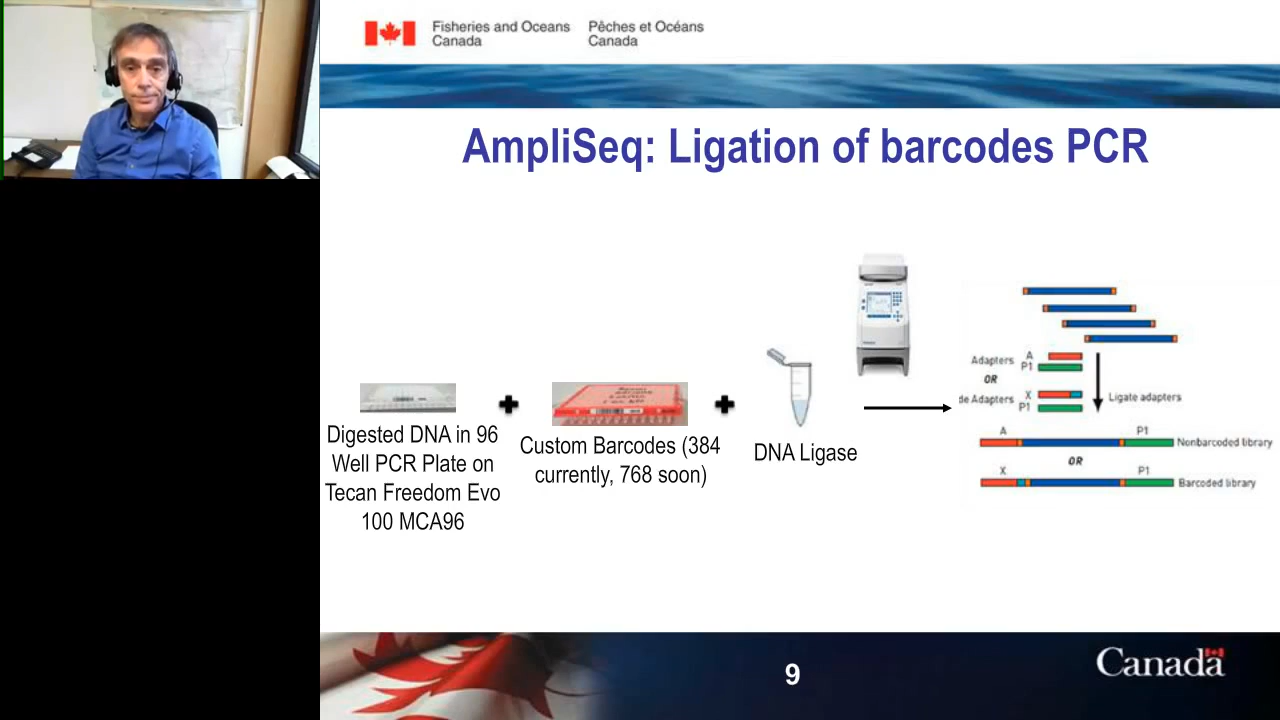 Fisheries and Oceans
Canada
Pêches et Océans
Canada
AmpliSeq: Ligation of barcodes PCR
Digested DNA in 96
Well PCR Plate on
Tecan Freedom Evo
100 MCA96
Custom Barcodes (384
currently, 768 soon)
DNA Ligase
Adapters
A
P1
OR
de Adapters
X
P1
Ligate adapters
A
P1
Nonbarcoded library
OR
X
P1
Barcoded library
9
Canada